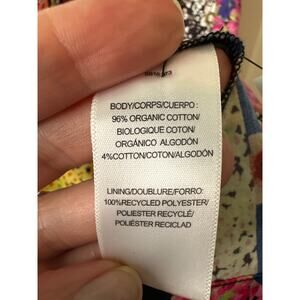 BODY/CORPS/CUERPO :
96% ORGANIC COTTON/
BIOLOGIQUE COTON/
ORGÁNICO ALGODÓN
4%COTTON/COTON/ALGODÓN
LINING/DOUBLURE/FORRO:
100%RECYCLED POLYESTER/
POLIESTER RECYCLÉ/
POLIÉSTER RECICLAD